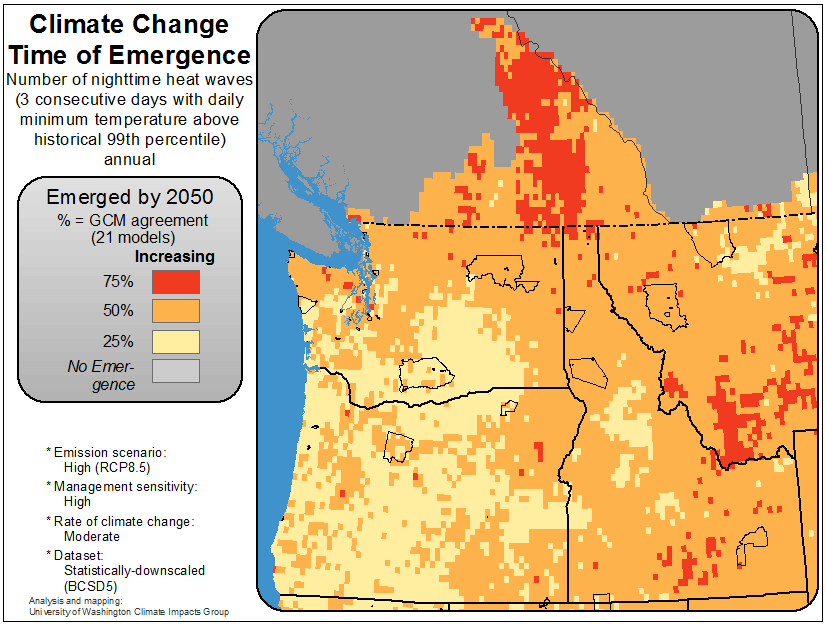 Climate Change
Time of Emergence
Number of nighttime heat waves
(3 consecutive days with daily
minimum temperature above
historical 99th percentile)
annual
Emerged by 2050
% = GCM agreement
(21 models)
Increasing
75%
50%
25%
No Emer-
gence
* Emission scenario:
High (RCP8.5)
* Management sensitivity:
High
* Rate of climate change:
Moderate
* Dataset:
Statistically-downscaled
(BCSD5)
Analysis and mapping:
University of Washington Climate Impacts Group